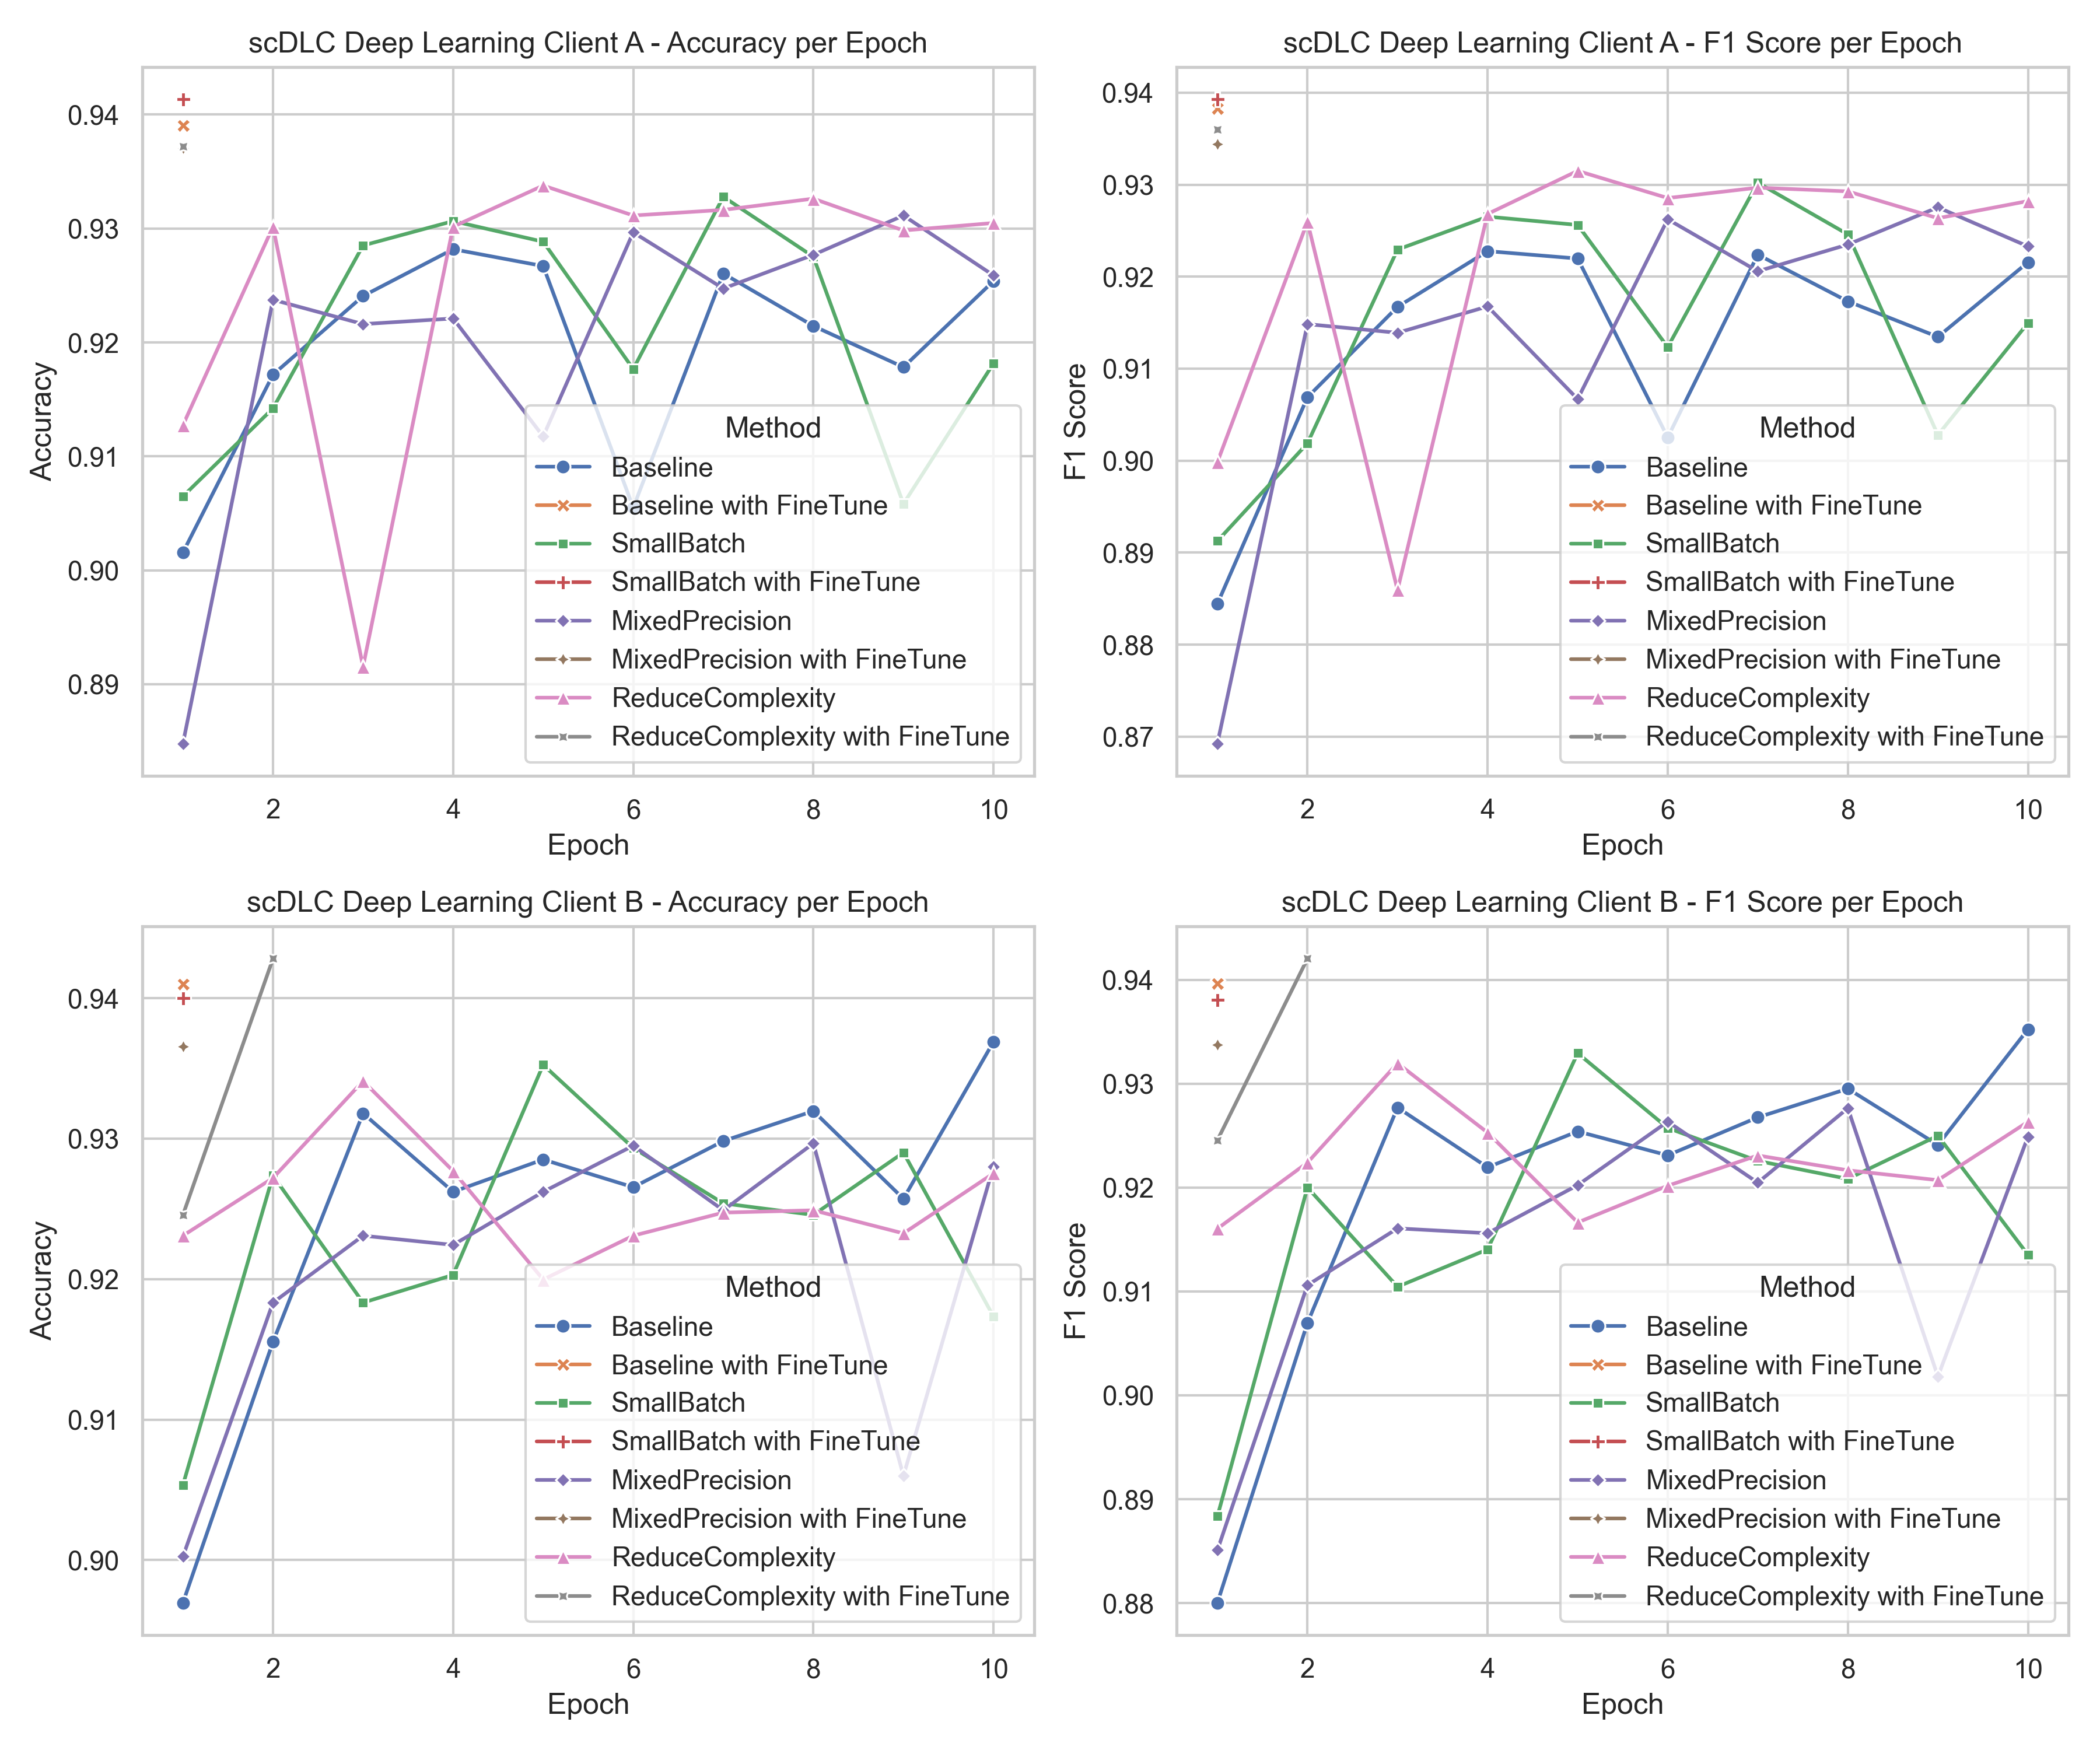 scDLC Deep Learning Client A - Accuracy per Epoch
Accuracy
0.94
0.93
0.92
0.91
0.90
0.89
Method
Baseline
Baseline with FineTune
SmallBatch
SmallBatch with FineTune
MixedPrecision
MixedPrecision with FineTune
ReduceComplexity
ReduceComplexity with FineTune
2 4 6 8 10
Epoch
scDLC Deep Learning Client A - F1 Score per Epoch
F1 Score
0.94
0.93
0.92
0.91
0.90
0.89
0.88
0.87
Method
Baseline
Baseline with FineTune
SmallBatch
SmallBatch with FineTune
MixedPrecision
MixedPrecision with FineTune
ReduceComplexity
ReduceComplexity with FineTune
2 4 6 8 10
Epoch
scDLC Deep Learning Client B - Accuracy per Epoch
Accuracy
0.94
0.93
0.92
0.91
0.90
Method
Baseline
Baseline with FineTune
SmallBatch
SmallBatch with FineTune
MixedPrecision
MixedPrecision with FineTune
ReduceComplexity
ReduceComplexity with FineTune
2 4 6 8 10
Epoch
scDLC Deep Learning Client B - F1 Score per Epoch
F1 Score
0.94
0.93
0.92
0.91
0.90
0.89
0.88
Method
Baseline
Baseline with FineTune
SmallBatch
SmallBatch with FineTune
MixedPrecision
MixedPrecision with FineTune
ReduceComplexity
ReduceComplexity with FineTune
2 4 6 8 10
Epoch